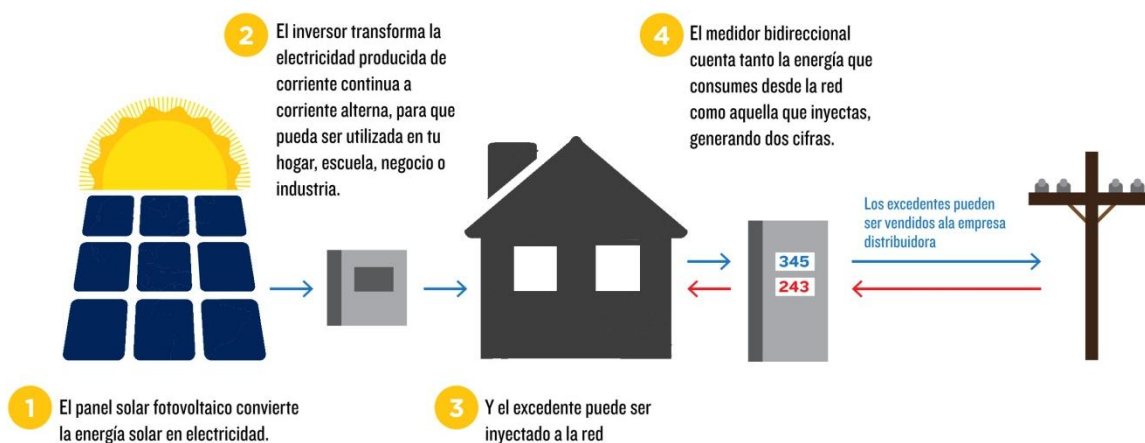 2
El inversor transforma la
electricidad producida de
corriente continua a
corriente alterna, para que
pueda ser utilizada en tu
hogar, escuela, negocio o
industria.
4
El medidor bidireccional
cuenta tanto la energía que
consumes desde la red
como aquella que inyectas,
generando dos cifras.
Los excedentes pueden
ser vendidos ala empresa
distribuidora
345
243
1
El panel solar fotovoltaico convierte
la energía solar en electricidad.
3
Y el excedente puede ser
inyectado a la red